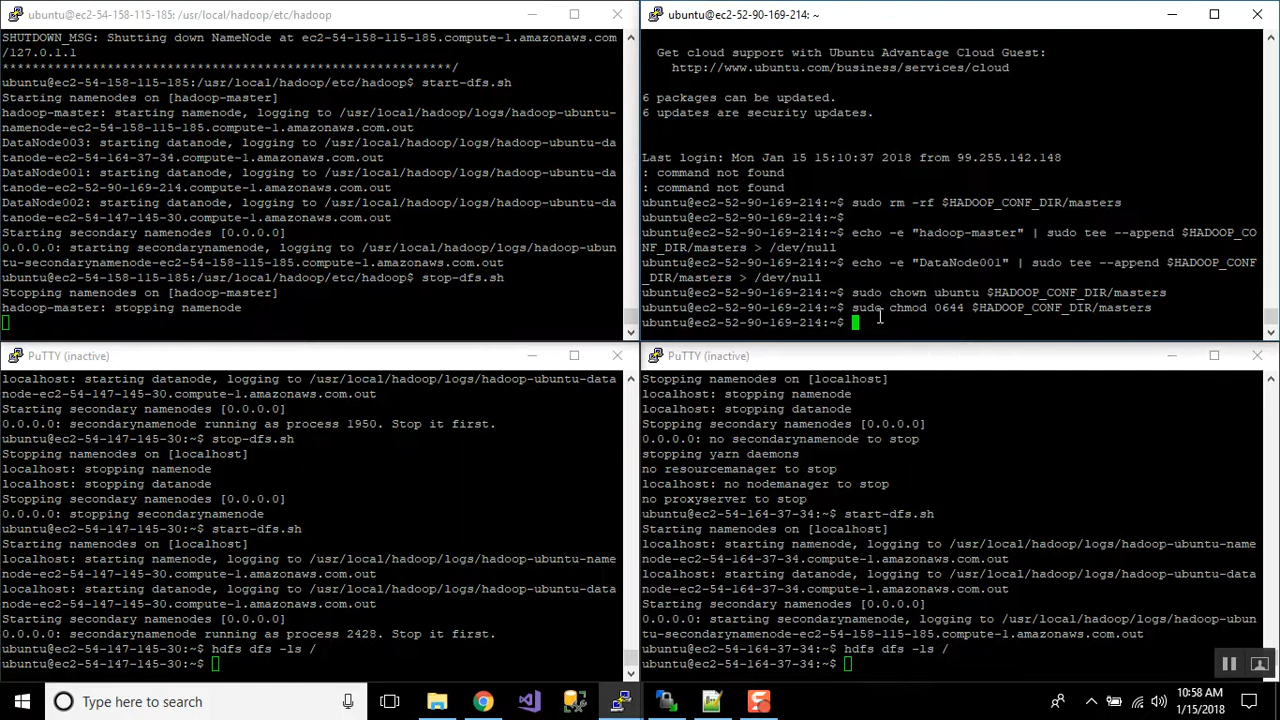 ubuntu@ec2-54-158-115-185: /usr/local/hadoop/etc/hadoop
SHUTDOWN_MSG: Shutting down NameNode at ec2-54-158-115-185.compute-1.amazonaws.com
/127.0.1.1
************************************************************/
ubuntu@ec2-54-158-115-185:/usr/local/hadoop/etc/hadoop$ start-dfs.sh
Starting namenodes on [hadoop-master]
hadoop-master: starting namenode, logging to /usr/local/hadoop/logs/hadoop-ubuntu-
namenode-ec2-54-158-115-185.compute-1.amazonaws.com.out
DataNode003: starting datanode, logging to /usr/local/hadoop/logs/hadoop-ubuntu-da
tanode-ec2-54-164-37-34.compute-1.amazonaws.com.out
DataNode001: starting datanode, logging to /usr/local/hadoop/logs/hadoop-ubuntu-da
tanode-ec2-52-90-169-214.compute-1.amazonaws.com.out
DataNode002: starting datanode, logging to /usr/local/hadoop/logs/hadoop-ubuntu-da
tanode-ec2-54-147-145-30.compute-1.amazonaws.com.out
Starting secondary namenodes [0.0.0.0]
0.0.0.0: starting secondarynamenode, logging to /usr/local/hadoop/logs/hadoop-ubun
tu-secondarynamenode-ec2-54-158-115-185.compute-1.amazonaws.com.out
ubuntu@ec2-54-158-115-185:/usr/local/hadoop/etc/hadoop$ stop-dfs.sh
Stopping namenodes on [hadoop-master]
hadoop-master: stopping namenode
ubuntu@ec2-52-90-169-214: ~
Get cloud support with Ubuntu Advantage Cloud Guest:
http://www.ubuntu.com/business/services/cloud
6 packages can be updated.
6 updates are security updates.
Last login: Mon Jan 15 15:10:37 2018 from 99.255.142.148
: command not found
: command not found
ubuntu@ec2-52-90-169-214:~$ sudo rm -rf $HADOOP_CONF_DIR/masters
ubuntu@ec2-52-90-169-214:~$
ubuntu@ec2-52-90-169-214:~$ echo -e "hadoop-master" | sudo tee --append $HADOOP_CO
NF_DIR/masters > /dev/null
ubuntu@ec2-52-90-169-214:~$ echo -e "DataNode001" | sudo tee --append $HADOOP_CONF
_DIR/masters > /dev/null
ubuntu@ec2-52-90-169-214:~$ sudo chown ubuntu $HADOOP_CONF_DIR/masters
ubuntu@ec2-52-90-169-214:~$ sudo chmod 0644 $HADOOP_CONF_DIR/masters
ubuntu@ec2-52-90-169-214:~$
PuTTY (inactive)
localhost: starting datanode, logging to /usr/local/hadoop/logs/hadoop-ubuntu-data
node-ec2-54-147-145-30.compute-1.amazonaws.com.out
Starting secondary namenodes [0.0.0.0]
0.0.0.0: secondarynamenode running as process 1950. Stop it first.
ubuntu@ec2-54-147-145-30:~$ stop-dfs.sh
Stopping namenodes on [localhost]
localhost: stopping namenode
localhost: stopping datanode
Stopping secondary namenodes [0.0.0.0]
0.0.0.0: stopping secondarynamenode
ubuntu@ec2-54-147-145-30:~$ start-dfs.sh
Starting namenodes on [localhost]
localhost: starting namenode, logging to /usr/local/hadoop/logs/hadoop-ubuntu-name
node-ec2-54-147-145-30.compute-1.amazonaws.com.out
localhost: starting datanode, logging to /usr/local/hadoop/logs/hadoop-ubuntu-data
node-ec2-54-147-145-30.compute-1.amazonaws.com.out
Starting secondary namenodes [0.0.0.0]
0.0.0.0: secondarynamenode running as process 2428. Stop it first.
ubuntu@ec2-54-147-145-30:~$ hdfs dfs -ls /
ubuntu@ec2-54-147-145-30:~$
PuTTY (inactive)
Stopping namenodes on [localhost]
localhost: stopping namenode
localhost: stopping datanode
Stopping secondary namenodes [0.0.0.0]
0.0.0.0: no secondarynamenode to stop
stopping yarn daemons
no resourcemanager to stop
localhost: no nodemanager to stop
no proxyserver to stop
ubuntu@ec2-54-164-37-34:~$ start-dfs.sh
Starting namenodes on [localhost]
localhost: starting namenode, logging to /usr/local/hadoop/logs/hadoop-ubuntu-name
node-ec2-54-164-37-34.compute-1.amazonaws.com.out
localhost: starting datanode, logging to /usr/local/hadoop/logs/hadoop-ubuntu-data
node-ec2-54-164-37-34.compute-1.amazonaws.com.out
Starting secondary namenodes [0.0.0.0]
0.0.0.0: starting secondarynamenode, logging to /usr/local/hadoop/logs/hadoop-ubun
tu-secondarynamenode-ec2-54-158-115-185.compute-1.amazonaws.com.out
ubuntu@ec2-54-164-37-34:~$ hdfs dfs -ls /
ubuntu@ec2-54-164-37-34:~$
Type here to search
10:58 AM
1/15/2018